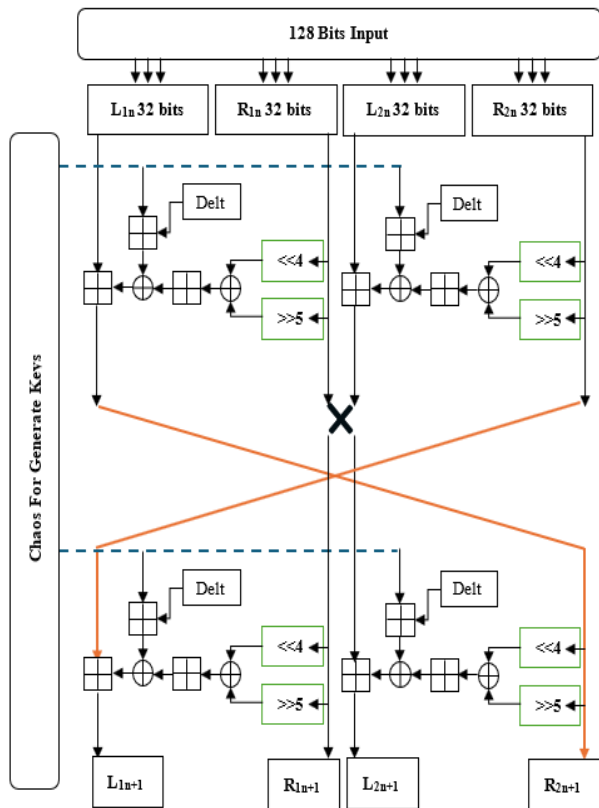 128 Bits Input
L1n 32 bits
R1n 32 bits
L2n 32 bits
R2n 32 bits
Chaos For Generate Keys
Delt
Delt
<<4
<<4
>>5
>>5
X
Delt
Delt
<<4
<<4
>>5
>>5
L1n+1
R1n+1
L2n+1
R2n+1